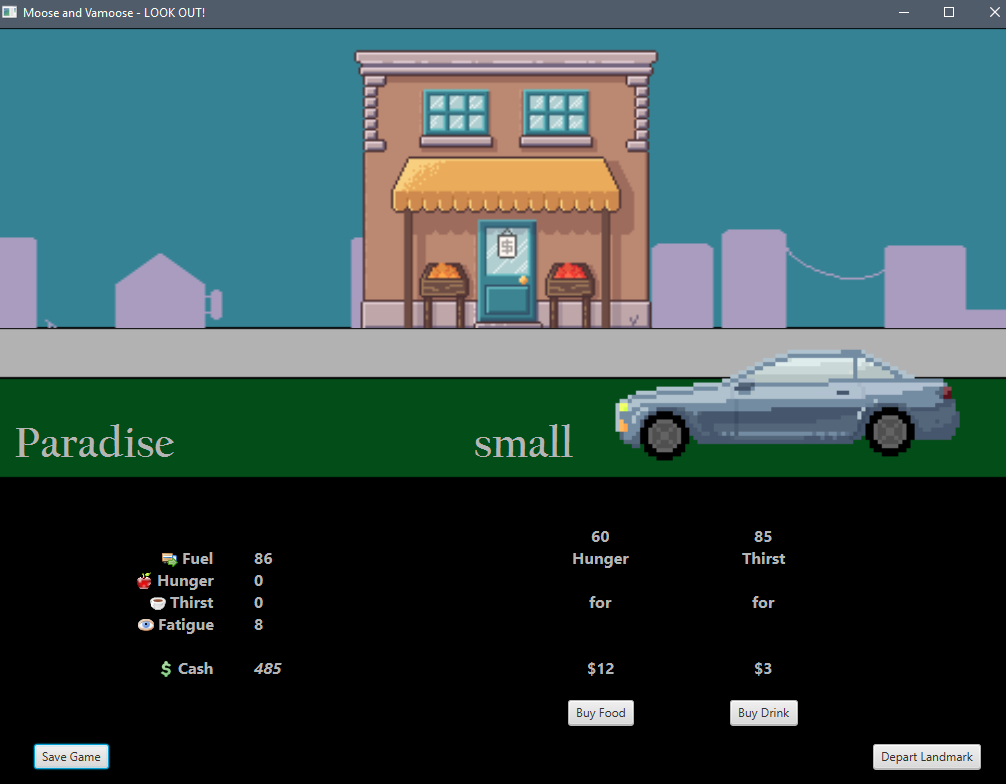 Moose and Vamoose - LOOK OUT!
$
Paradise small
60 85
Fuel 86 Hunger Thirst
Hunger 0
Thirst 0 for for
Fatigue 8
$ Cash 485 $12 $3
Buy Food Buy Drink
Save Game Depart Landmark